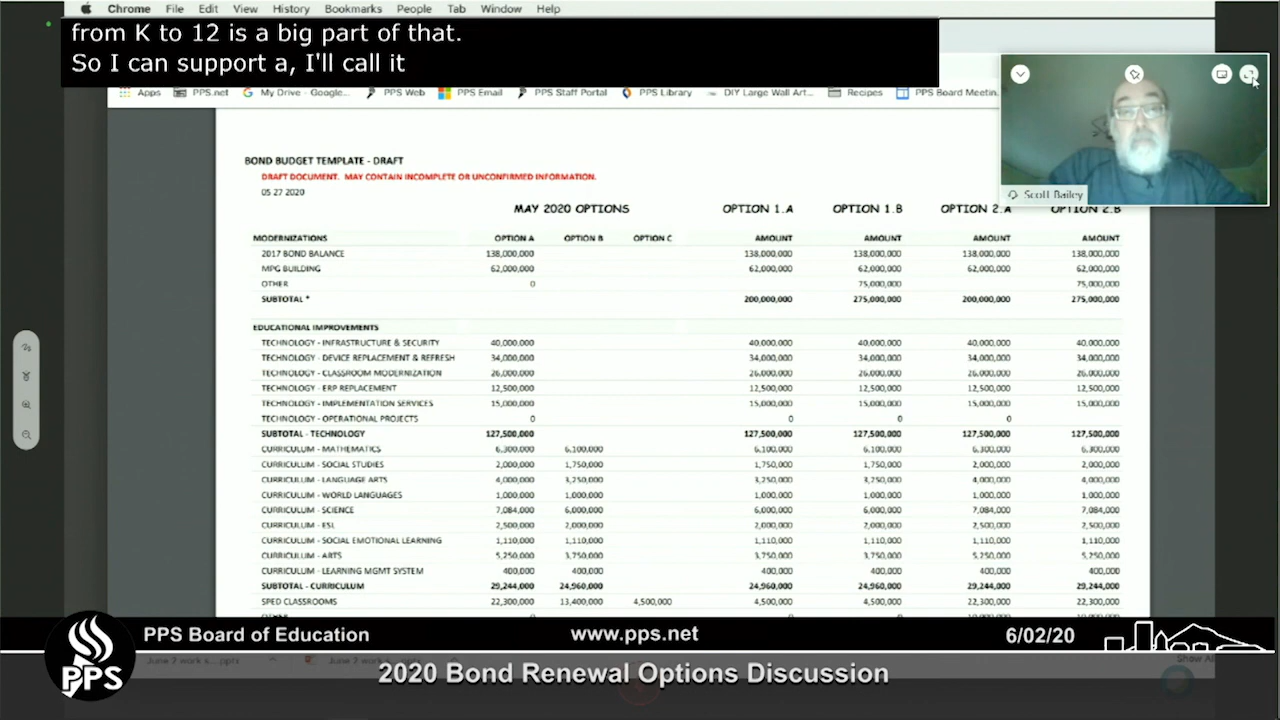 Chrome File Edit View History Bookmarks People Tab Window Help
from K to 12 is a big part of that.
So I can support a, I'll call it
Apps PPS.net My Drive - Google... PPS Web PPS Email PPS Staff Portal PPS Library DIY Large Wall Art... Recipes PPS Board Meetin...
Scott Bailey
BOND BUDGET TEMPLATE - DRAFT
DRAFT DOCUMENT. MAY CONTAIN INCOMPLETE OR UNCONFIRMED INFORMATION.
05 27 2020
MAY 2020 OPTIONS OPTION 1.A OPTION 1.B OPTION 2.A OPTION 2.B
MODERNIZATIONS OPTION A OPTION B OPTION C AMOUNT AMOUNT AMOUNT AMOUNT
2017 BOND BALANCE 138,000,000 138,000,000 138,000,000 138,000,000 138,000,000
MPG BUILDING 62,000,000 62,000,000 62,000,000 62,000,000 62,000,000
OTHER 0 75,000,000 75,000,000
SUBTOTAL * 200,000,000 275,000,000 200,000,000 275,000,000
EDUCATIONAL IMPROVEMENTS
TECHNOLOGY - INFRASTRUCTURE & SECURITY 40,000,000 40,000,000 40,000,000 40,000,000 40,000,000
TECHNOLOGY - DEVICE REPLACEMENT & REFRESH 34,000,000 34,000,000 34,000,000 34,000,000 34,000,000
TECHNOLOGY - CLASSROOM MODERNIZATION 26,000,000 26,000,000 26,000,000 26,000,000 26,000,000
TECHNOLOGY - ERP REPLACEMENT 12,500,000 12,500,000 12,500,000 12,500,000 12,500,000
TECHNOLOGY - IMPLEMENTATION SERVICES 15,000,000 15,000,000 15,000,000 15,000,000 15,000,000
TECHNOLOGY - OPERATIONAL PROJECTS 0 0 0 0
SUBTOTAL - TECHNOLOGY 127,500,000 127,500,000 127,500,000 127,500,000 127,500,000
CURRICULUM - MATHEMATICS 6,300,000 6,100,000 6,100,000 6,100,000 6,300,000 6,300,000
CURRICULUM - SOCIAL STUDIES 2,000,000 1,750,000 1,750,000 1,750,000 2,000,000 2,000,000
CURRICULUM - LANGUAGE ARTS 4,000,000 3,250,000 3,250,000 3,250,000 4,000,000 4,000,000
CURRICULUM - WORLD LANGUAGES 1,000,000 1,000,000 1,000,000 1,000,000 1,000,000 1,000,000
CURRICULUM - SCIENCE 7,084,000 6,000,000 6,000,000 6,000,000 7,084,000 7,084,000
CURRICULUM - ESL 2,500,000 2,000,000 2,000,000 2,000,000 2,500,000 2,500,000
CURRICULUM - SOCIAL EMOTIONAL LEARNING 1,110,000 1,110,000 1,110,000 1,110,000 1,110,000 1,110,000
CURRICULUM - ARTS 5,250,000 3,750,000 3,750,000 3,750,000 5,250,000 5,250,000
CURRICULUM - LEARNING MGMT SYSTEM 400,000 400,000 400,000 400,000 400,000 400,000
SUBTOTAL - CURRICULUM 29,244,000 24,960,000 24,960,000 24,960,000 29,244,000 29,244,000
SPED CLASSROOMS 22,300,000 13,400,000 4,500,000 4,500,000 4,500,000 22,300,000 22,300,000
PPS Board of Education www.pps.net 6/02/20
PPS
2020 Bond Renewal Options Discussion
Show All